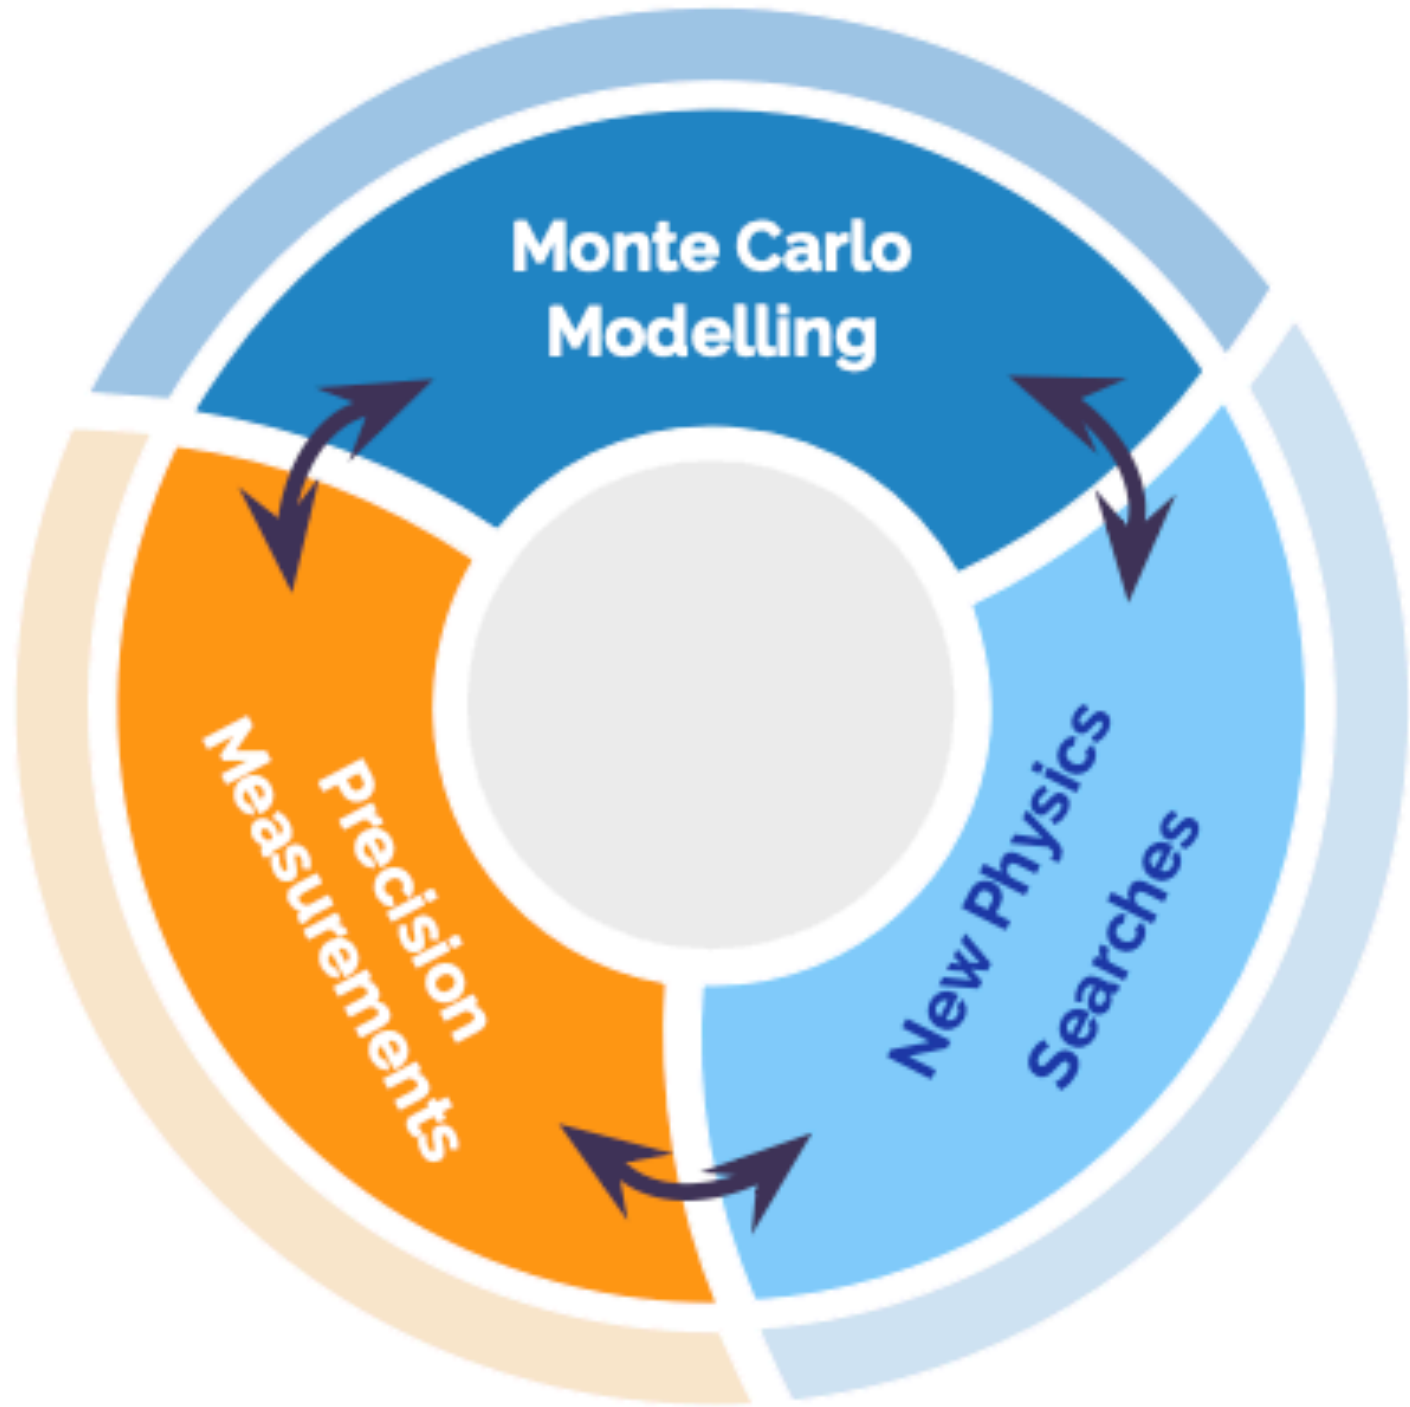 Monte Carlo
Modelling
Precision
Measurements
New Physics
Searches